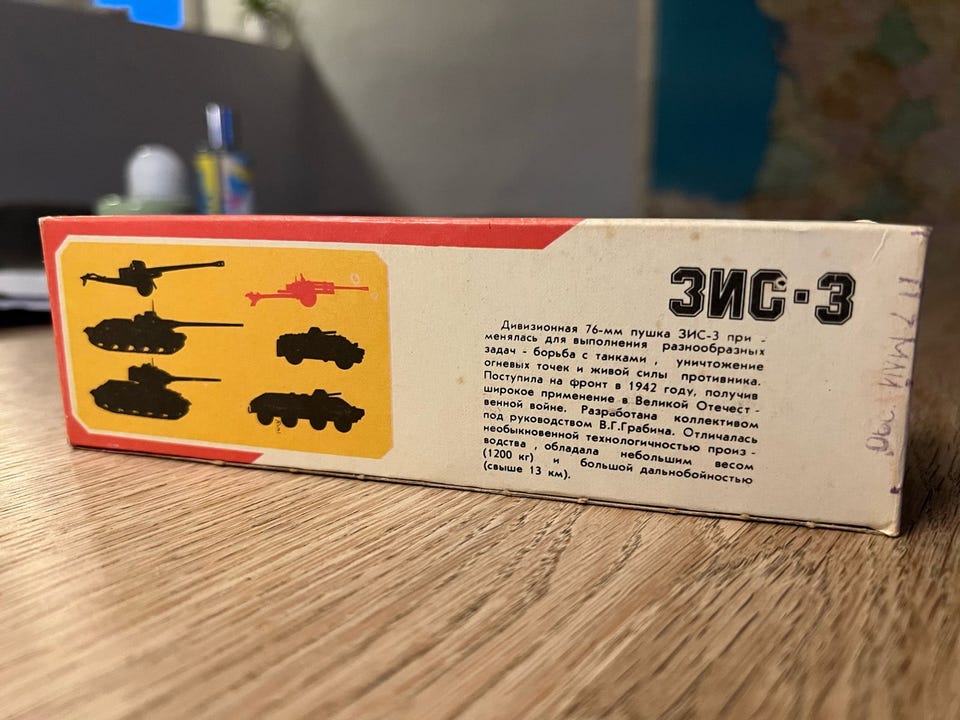 ЗИС-3
Дивизионная 76-мм пушка ЗИС-3 при -
менялась для выполнения разнообразных
задач - борьба с танками , уничтожение
огневых точек и живой силы противника.
Поступила на фронт в 1942 году, получив
широкое применение в Великой Отечест -
венной войне. Разработана коллективом
под руководством В.Г.Грабина. Отличалась
необыкновенной технологичностью произ -
водства , обладала небольшим весом
(1200 кг) и большой дальнобойностью
(свыше 13 км).